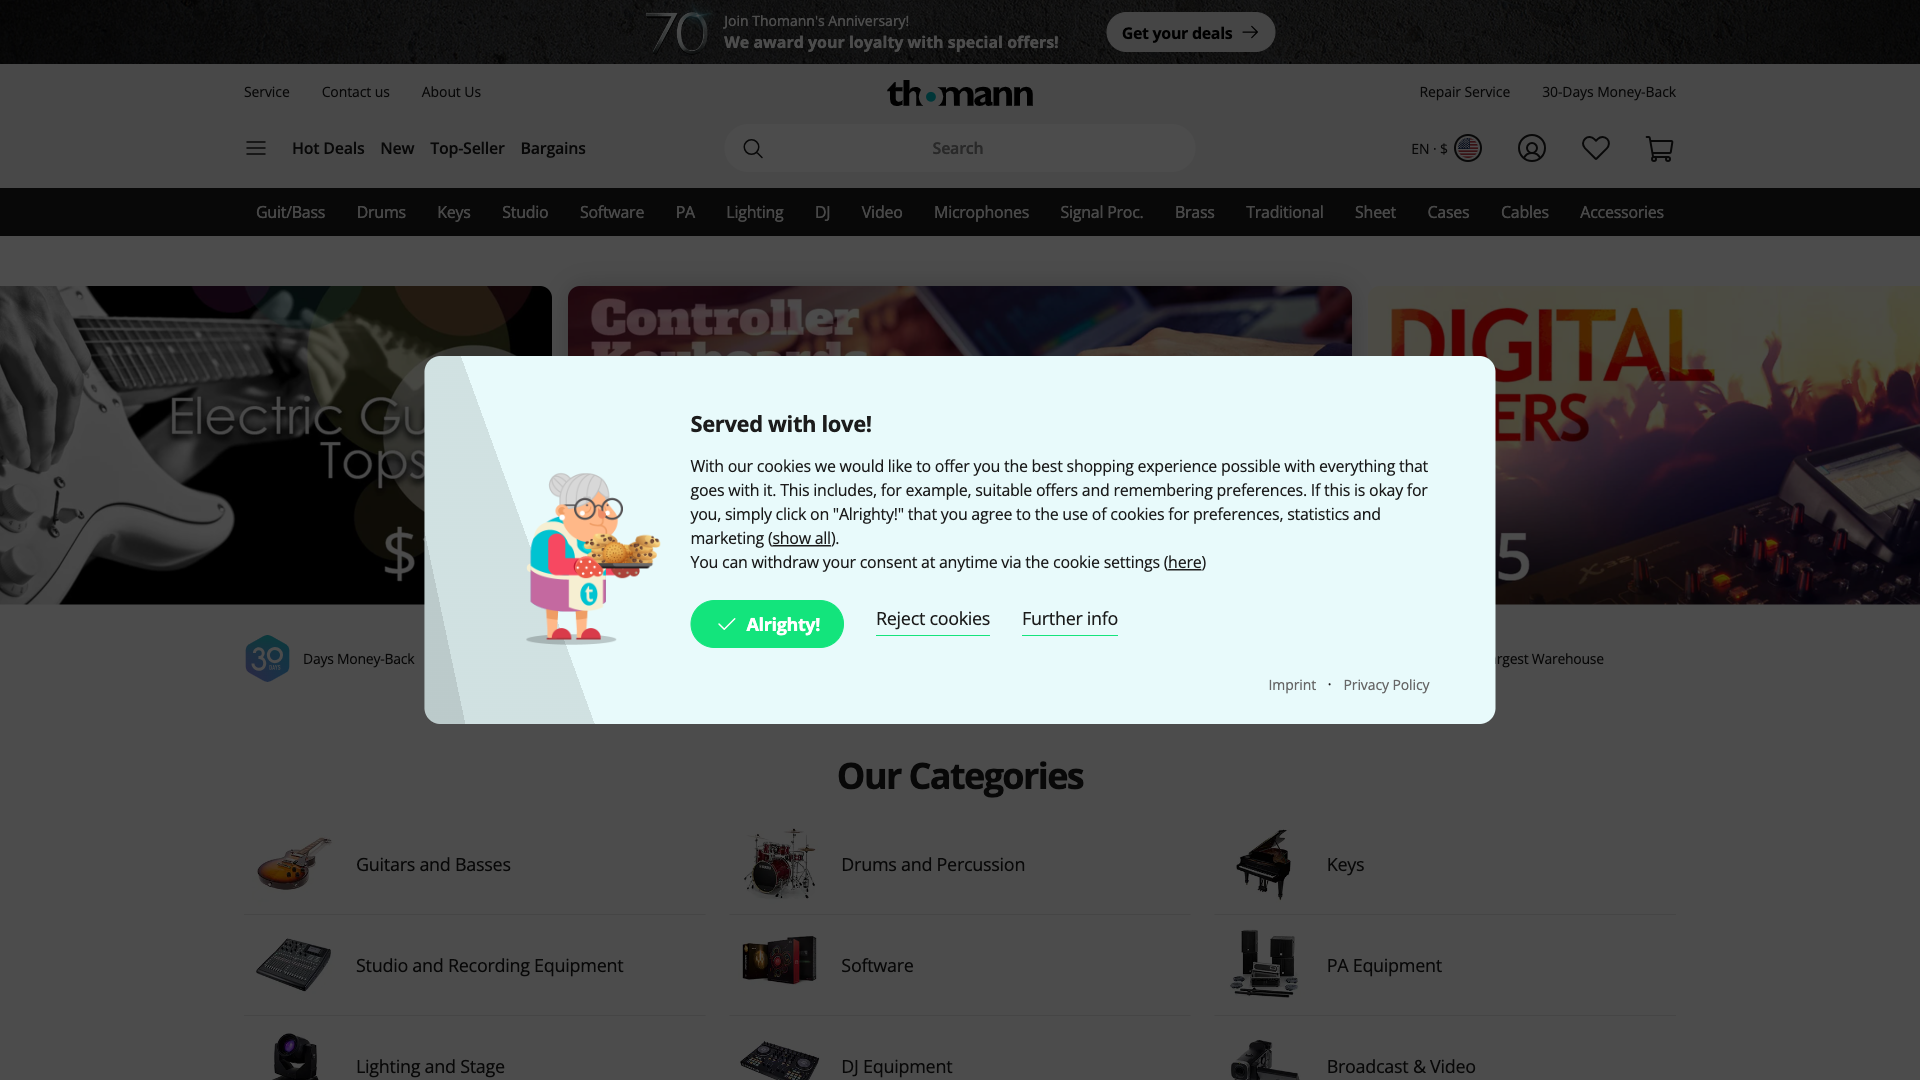 70
Join Thomann's Anniversary!
We award your loyalty with special offers!
Get your deals
Service
Contact us
About Us
thomann
Repair Service
30-Days Money-Back
Hot Deals
New
Top-Seller
Bargains
Search
EN · $
Guit/Bass
Drums
Keys
Studio
Software
PA
Lighting
DJ
Video
Microphones
Signal Proc.
Brass
Traditional
Sheet
Cases
Cables
Accessories
Electric Gu
Tops
$
Controller
Keyboards
DIGITAL
ERS
5
Served with love!
With our cookies we would like to offer you the best shopping experience possible with everything that
goes with it. This includes, for example, suitable offers and remembering preferences. If this is okay for
you, simply click on "Alrighty!" that you agree to the use of cookies for preferences, statistics and
marketing (show all).
You can withdraw your consent at anytime via the cookie settings (here)
t
Alrighty!
Reject cookies
Further info
Imprint · Privacy Policy
30
DAYS
Days Money-Back
rgest Warehouse
Our Categories
Guitars and Basses
Drums and Percussion
Keys
Studio and Recording Equipment
Software
PA Equipment
Lighting and Stage
DJ Equipment
Broadcast & Video